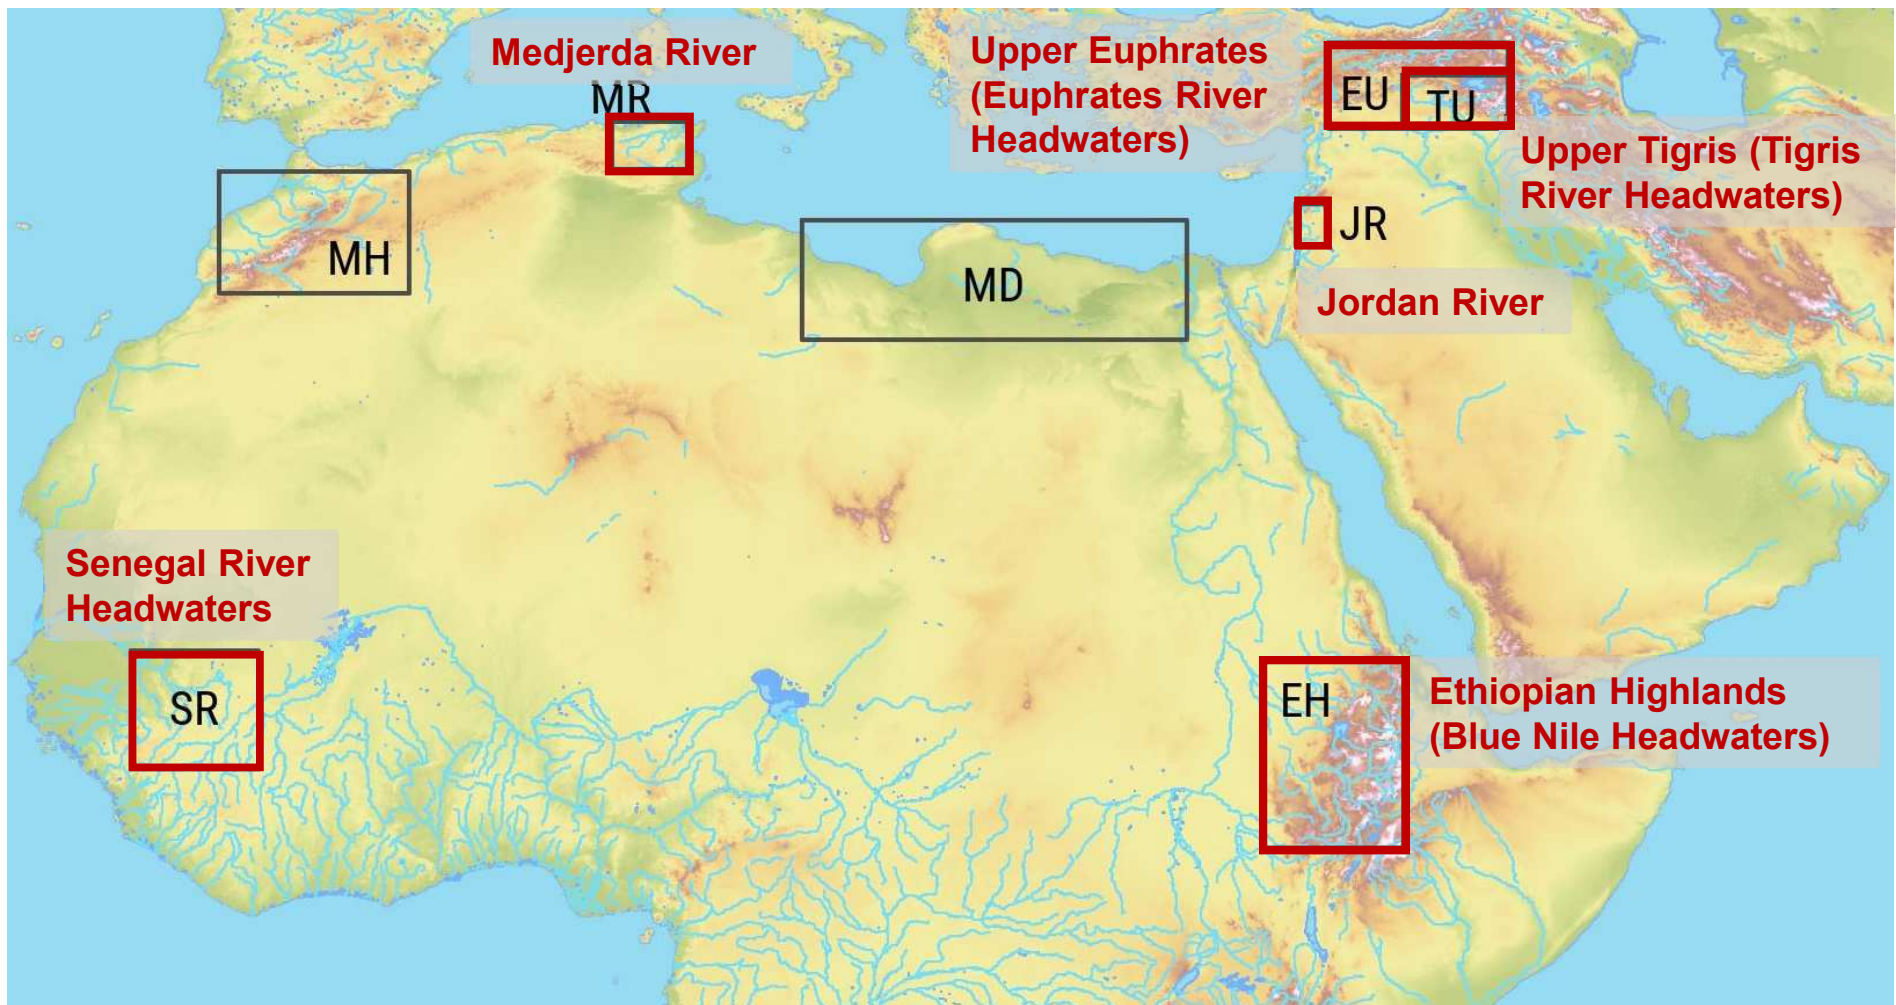 Medjerda River
MR
Upper Euphrates
(Euphrates River
Headwaters)
EU
TU
Upper Tigris (Tigris
River Headwaters)
MH
MD
JR
Jordan River
Senegal River
Headwaters
SR
EH
Ethiopian Highlands
(Blue Nile Headwaters)